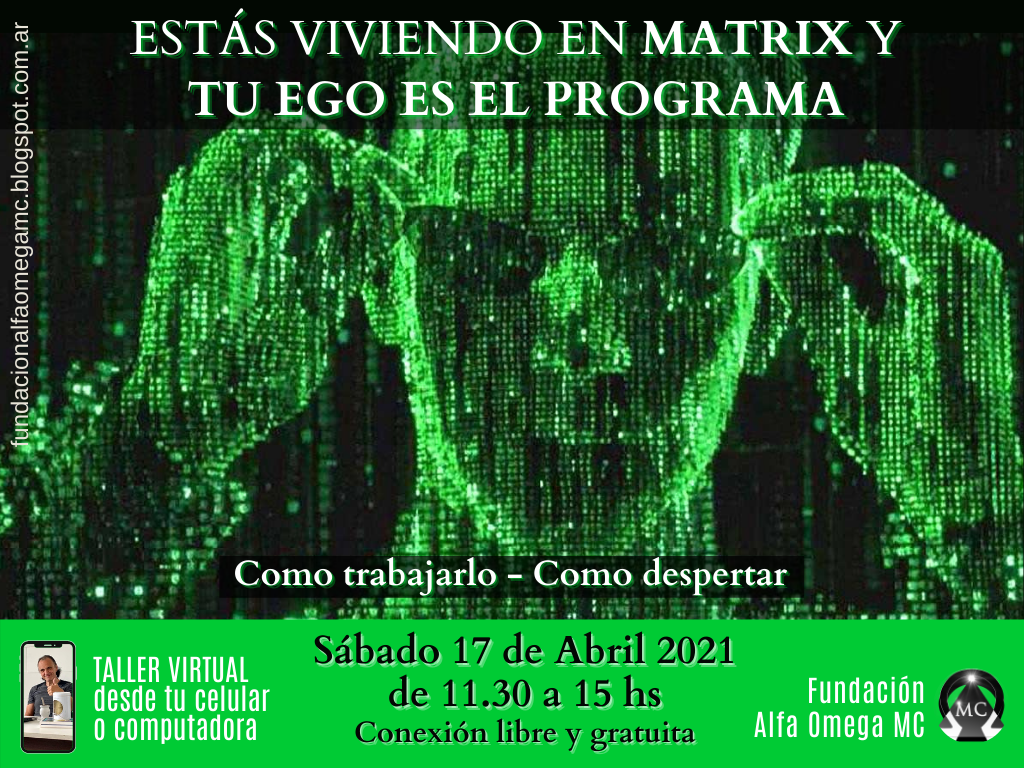 ESTÁS VIVIENDO EN MATRIX Y
TU EGO ES EL PROGRAMA
fundacionalfaomegamc.blogspot.com.ar
Como trabajarlo - Como despertar
TALLER VIRTUAL
desde tu celular
o computadora
Sábado 17 de Abril 2021
de 11.30 a 15 hs
Conexión libre y gratuita
Fundación
Alfa Omega MC
MC